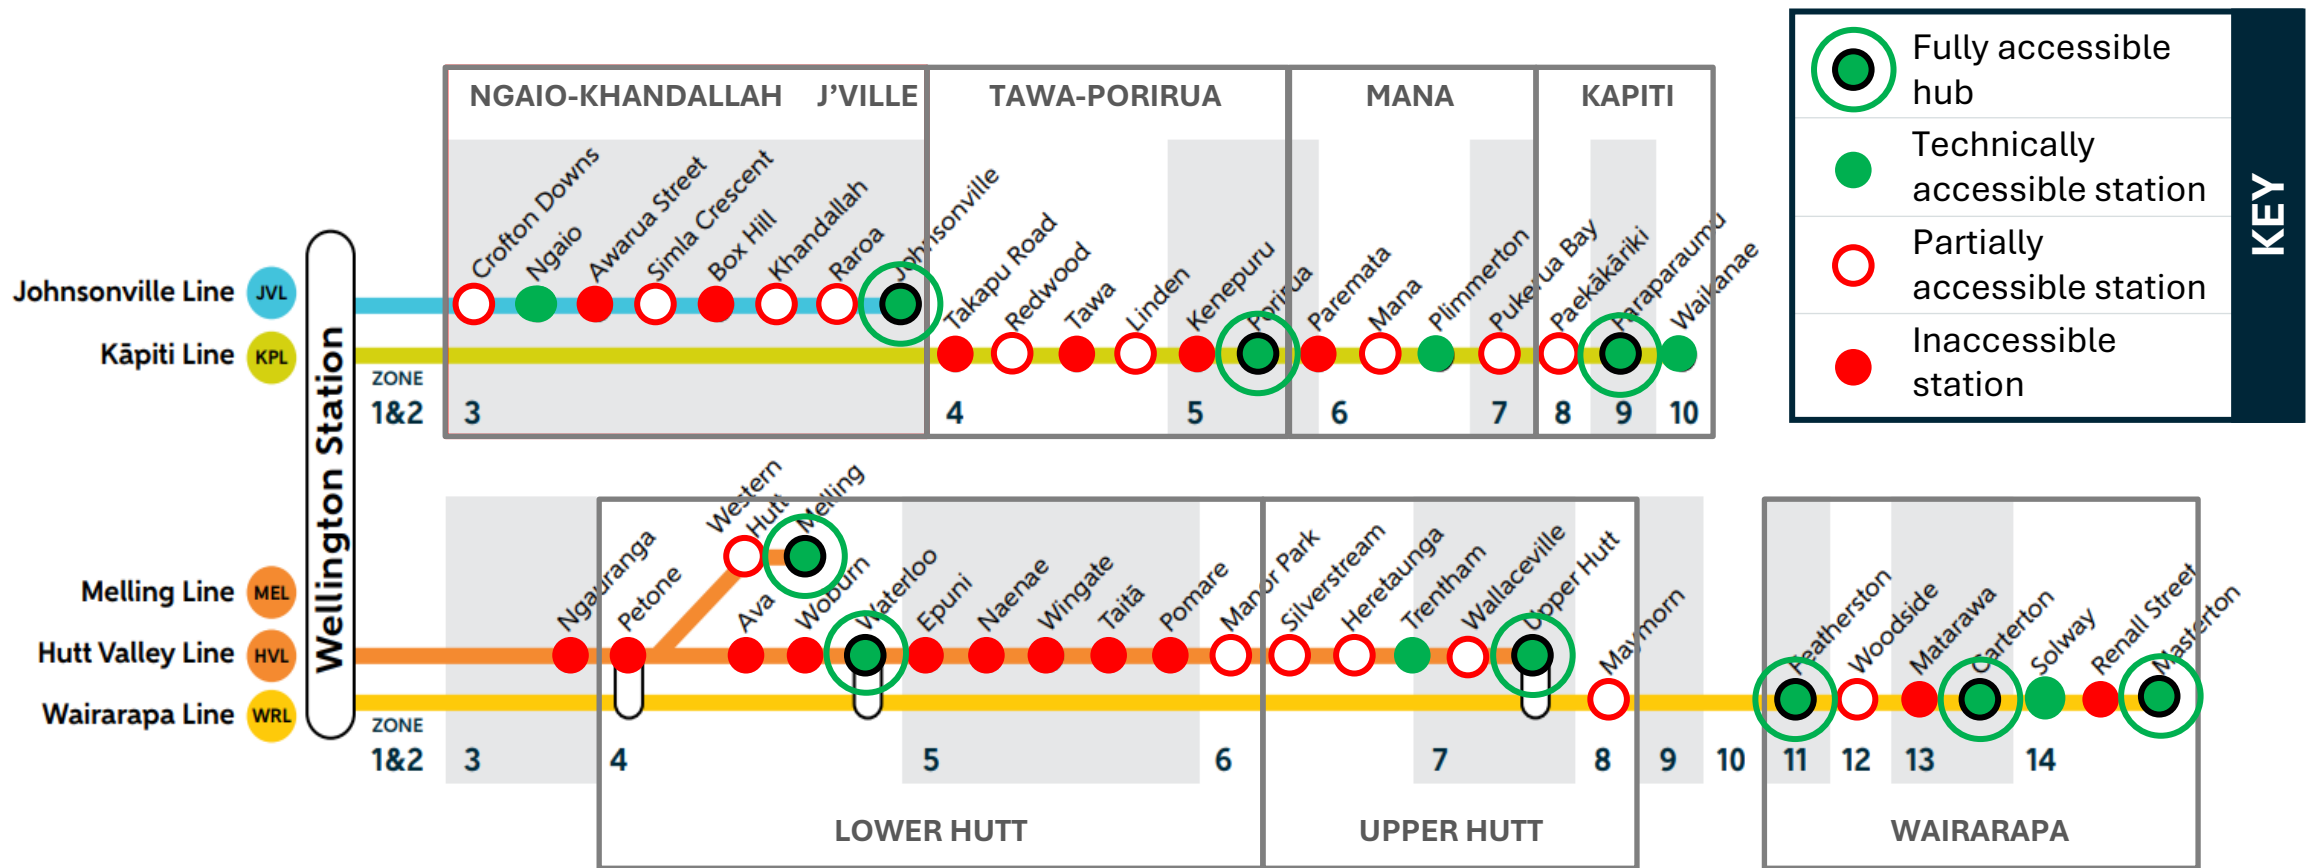 Fully accessible
hub
Technically
accessible station
Partially
accessible station
Inaccessible
station
KEY
NGAIO-KHANDALLAH J'VILLE TAWA-PORIRUA MANA KAPITI
Crofton Downs
Ngaio
Awarua Street
Simla Crescent
Box Hill
Khandallah
Raroa
Johnsonville
Takapu Road
Redwood
Tawa
Linden
Kenepuru
Porirua
Paremata
Mana
Plimmerton
Pukerua Bay
Paekākāriki
Paraparaumu
Waikanae
Johnsonville Line JVL
Kāpiti Line KPL
ZONE
1&2 3 4 5 6 7 8 9 10
Wellington Station
Western
Hutt
Melling
Ngauranga
Petone
Ava
Woburn
Waterloo
Epuni
Naenae
Wingate
Taitā
Pomare
Manor Park
Silverstream
Heretaunga
Trentham
Wallaceville
Upper Hutt
Maymorn
Featherston
Woodside
Matarawa
Carterton
Solway
Renall Street
Masterton
Melling Line MEL
Hutt Valley Line HVL
Wairarapa Line WRL
ZONE
1&2 3 4 5 6 7 8 9 10 11 12 13 14
LOWER HUTT UPPER HUTT WAIRARAPA